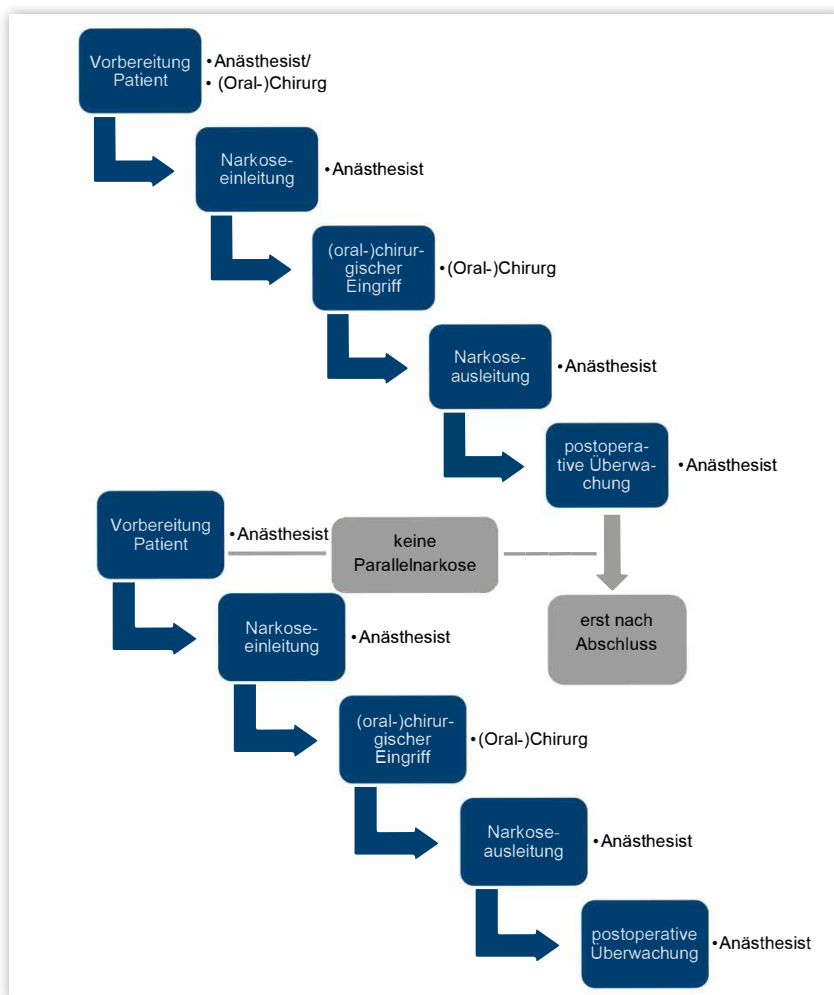 Vorbereitung
Patient
• Anästhesist/
• (Oral-)Chirurg
Narkose-
einleitung
• Anästhesist
(oral-)chirur-
gischer
Eingriff
• (Oral-)Chirurg
Narkose-
ausleitung
• Anästhesist
postopera-
tive Überwa-
chung
• Anästhesist
Vorbereitung
Patient
• Anästhesist
keine
Parallelnarkose
erst nach
Abschluss
Narkose-
einleitung
• Anästhesist
(oral-)chirur-
gischer
Eingriff
• (Oral-)Chirurg
Narkose-
ausleitung
• Anästhesist
postoperative
Überwachung
• Anästhesist